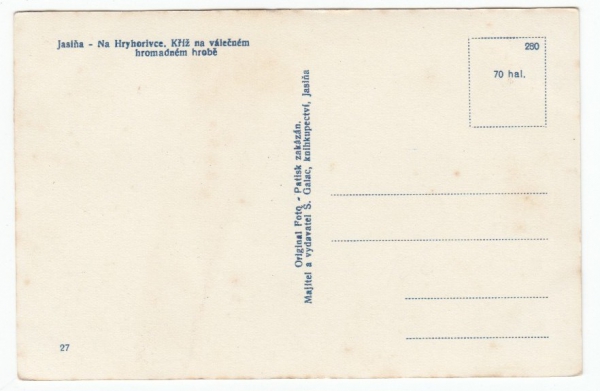 Jasiňa - Na Hryhorivce. Kříž na válečném
hromadném hrobě
Original Foto - Patisk zakázán.
Majitel a vydavatel S. Galac, knihkupectví, Jasiňa
260
70 hal.
27